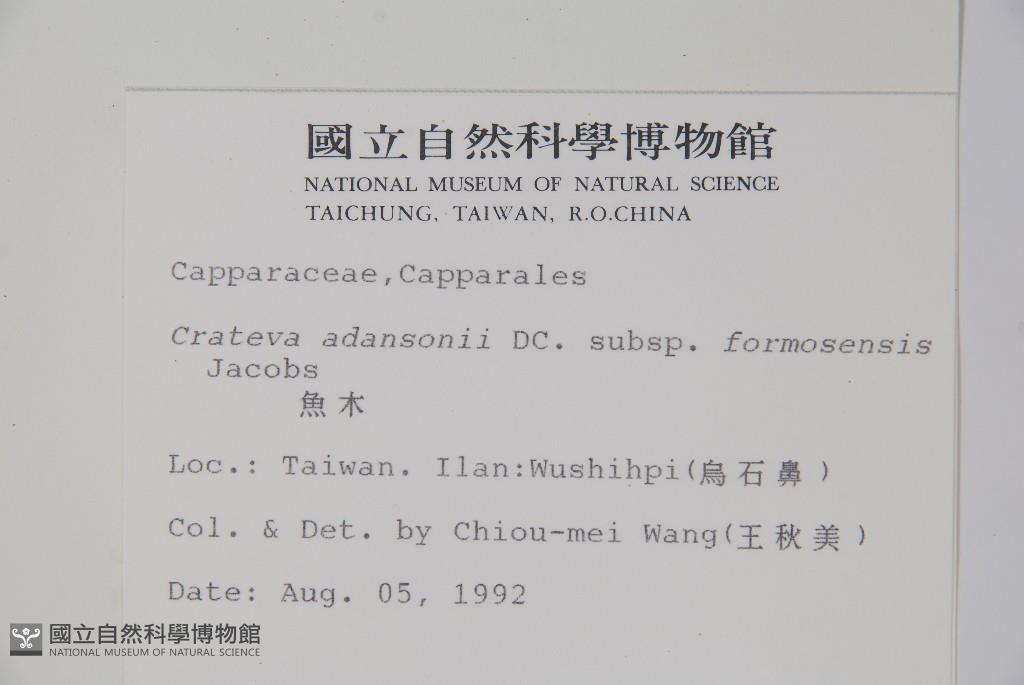 國立自然科學博物館
NATIONAL MUSEUM OF NATURAL SCIENCE
TAICHUNG, TAIWAN, R.O.CHINA
Capparaceae,Capparales
Crateva adansonii DC. subsp. formosensis
Jacobs
魚木
Loc.: Taiwan. Ilan:Wushihpi(烏石鼻)
Col. & Det. by Chiou-mei Wang(王秋美)
Date: Aug. 05, 1992
國立自然科學博物館
NATIONAL MUSEUM OF NATURAL SCIENCE